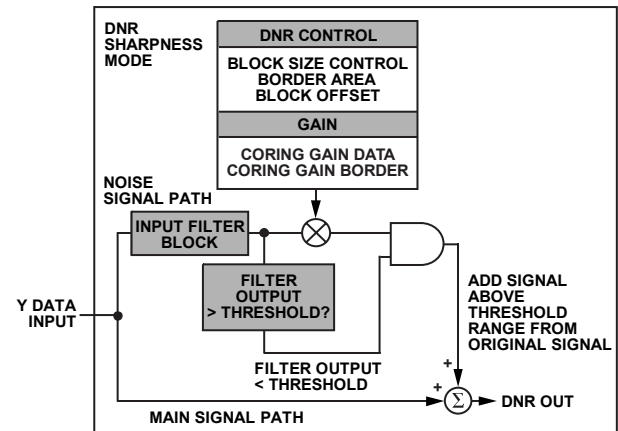 DNR
SHARPNESS
MODE
DNR CONTROL
BLOCK SIZE CONTROL
BORDER AREA
BLOCK OFFSET
GAIN
CORING GAIN DATA
CORING GAIN BORDER
NOISE
SIGNAL PATH
INPUT FILTER
BLOCK
FILTER
OUTPUT
> THRESHOLD?
Y DATA
INPUT
FILTER OUTPUT
< THRESHOLD
ADD SIGNAL
ABOVE
THRESHOLD
RANGE FROM
ORIGINAL SIGNAL
+
+
Σ
DNR OUT
MAIN SIGNAL PATH